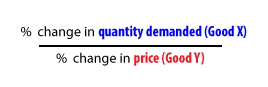 % change in quantity demanded (Good X)
% change in price (Good Y)